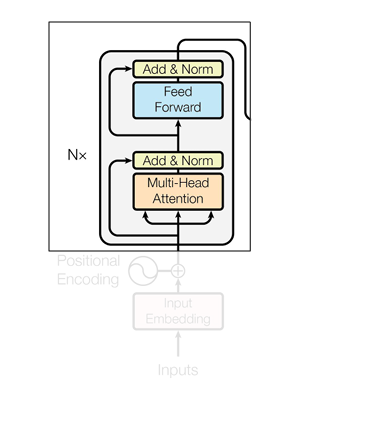 Add & Norm
Feed
Forward
N×
Add & Norm
Multi-Head
Attention
Positional
Encoding
Input
Embedding
Inputs